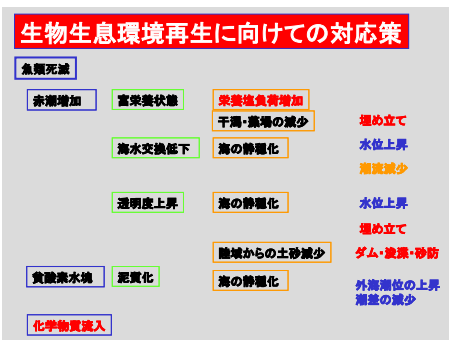 生物生息環境再生に向けての対応策
魚類死滅
赤潮増加 富栄養状態 栄養塩負荷増加
干潟・藻場の減少 埋め立て
海水交換低下 海の静穏化 水位上昇
潮流減少
透明度上昇 海の静穏化 水位上昇
埋め立て
陸域からの土砂減少 ダム・浚渫・砂防
貧酸素水塊 泥質化 海の静穏化 外海潮位の上昇
潮差の減少
化学物質流入